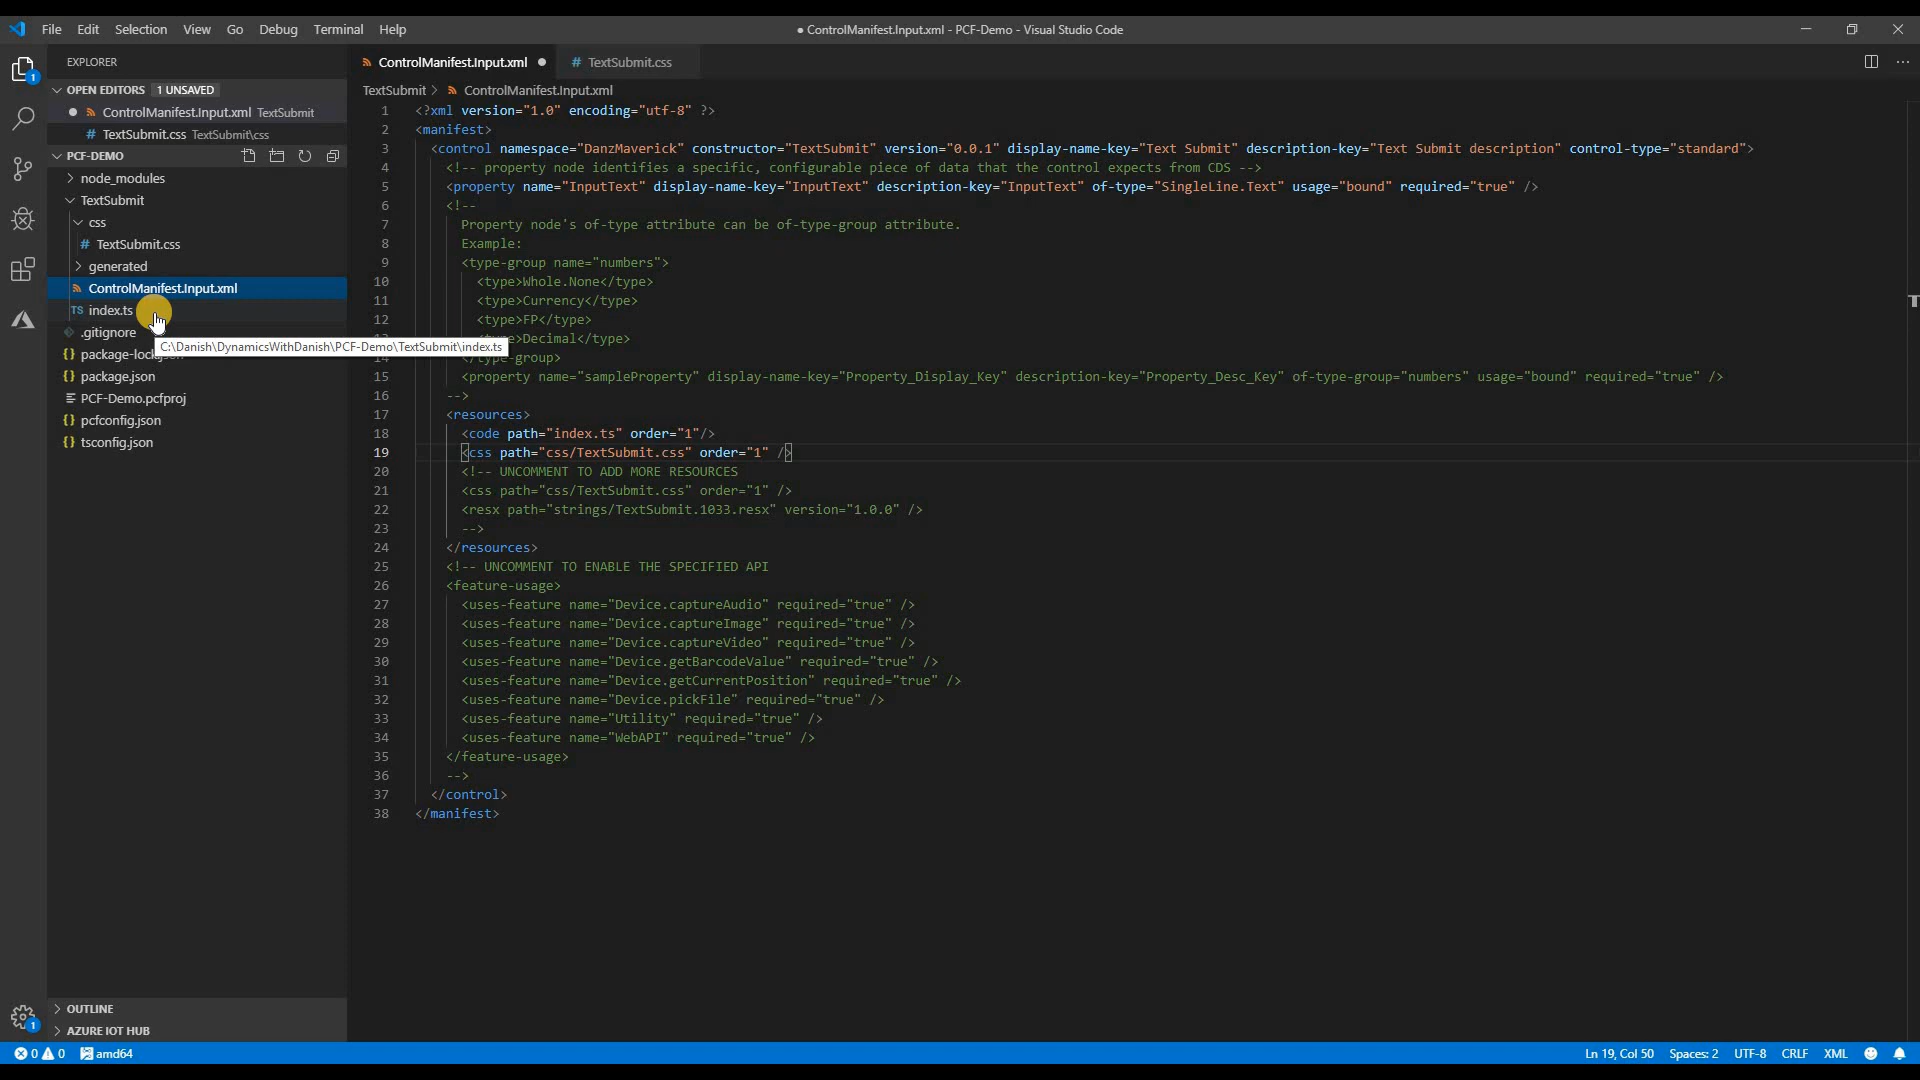 File Edit Selection View Go Debug Terminal Help
● ControlManifest.Input.xml - PCF-Demo - Visual Studio Code
EXPLORER
OPEN EDITORS 1 UNSAVED
ControlManifest.Input.xml TextSubmit
# TextSubmit.css TextSubmit\css
PCF-DEMO
node_modules
TextSubmit
css
# TextSubmit.css
generated
ControlManifest.Input.xml
TS index.ts
.gitignore
{} package-lock
{} package.json
PCF-Demo.pcfproj
{} pcfconfig.json
{} tsconfig.json
C:\Danish\DynamicsWithDanish\PCF-Demo\TextSubmit\index.ts
OUTLINE
AZURE IOT HUB
1
1
ControlManifest.Input.xml ●
# TextSubmit.css
TextSubmit > ControlManifest.Input.xml
1 <?xml version="1.0" encoding="utf-8" ?>
2 <manifest>
3 <control namespace="DanzMaverick" constructor="TextSubmit" version="0.0.1" display-name-key="Text Submit" description-key="Text Submit description" control-type="standard">
4 <!-- property node identifies a specific, configurable piece of data that the control expects from CDS -->
5 <property name="InputText" display-name-key="InputText" description-key="InputText" of-type="SingleLine.Text" usage="bound" required="true" />
6 <!--
7 Property node's of-type attribute can be of-type-group attribute.
8 Example:
9 <type-group name="numbers">
10 <type>Whole.None</type>
11 <type>Currency</type>
12 <type>FP</type>
>Decimal</type>
-group>
15 <property name="sampleProperty" display-name-key="Property_Display_Key" description-key="Property_Desc_Key" of-type-group="numbers" usage="bound" required="true" />
16 -->
17 <resources>
18 <code path="index.ts" order="1"/>
19 <css path="css/TextSubmit.css" order="1" />
20 <!-- UNCOMMENT TO ADD MORE RESOURCES
21 <css path="css/TextSubmit.css" order="1" />
22 <resx path="strings/TextSubmit.1033.resx" version="1.0.0" />
23 -->
24 </resources>
25 <!-- UNCOMMENT TO ENABLE THE SPECIFIED API
26 <feature-usage>
27 <uses-feature name="Device.captureAudio" required="true" />
28 <uses-feature name="Device.captureImage" required="true" />
29 <uses-feature name="Device.captureVideo" required="true" />
30 <uses-feature name="Device.getBarcodeValue" required="true" />
31 <uses-feature name="Device.getCurrentPosition" required="true" />
32 <uses-feature name="Device.pickFile" required="true" />
33 <uses-feature name="Utility" required="true" />
34 <uses-feature name="WebAPI" required="true" />
35 </feature-usage>
36 -->
37 </control>
38 </manifest>
0 0 amd64
Ln 19, Col 50 Spaces: 2 UTF-8 CRLF XML